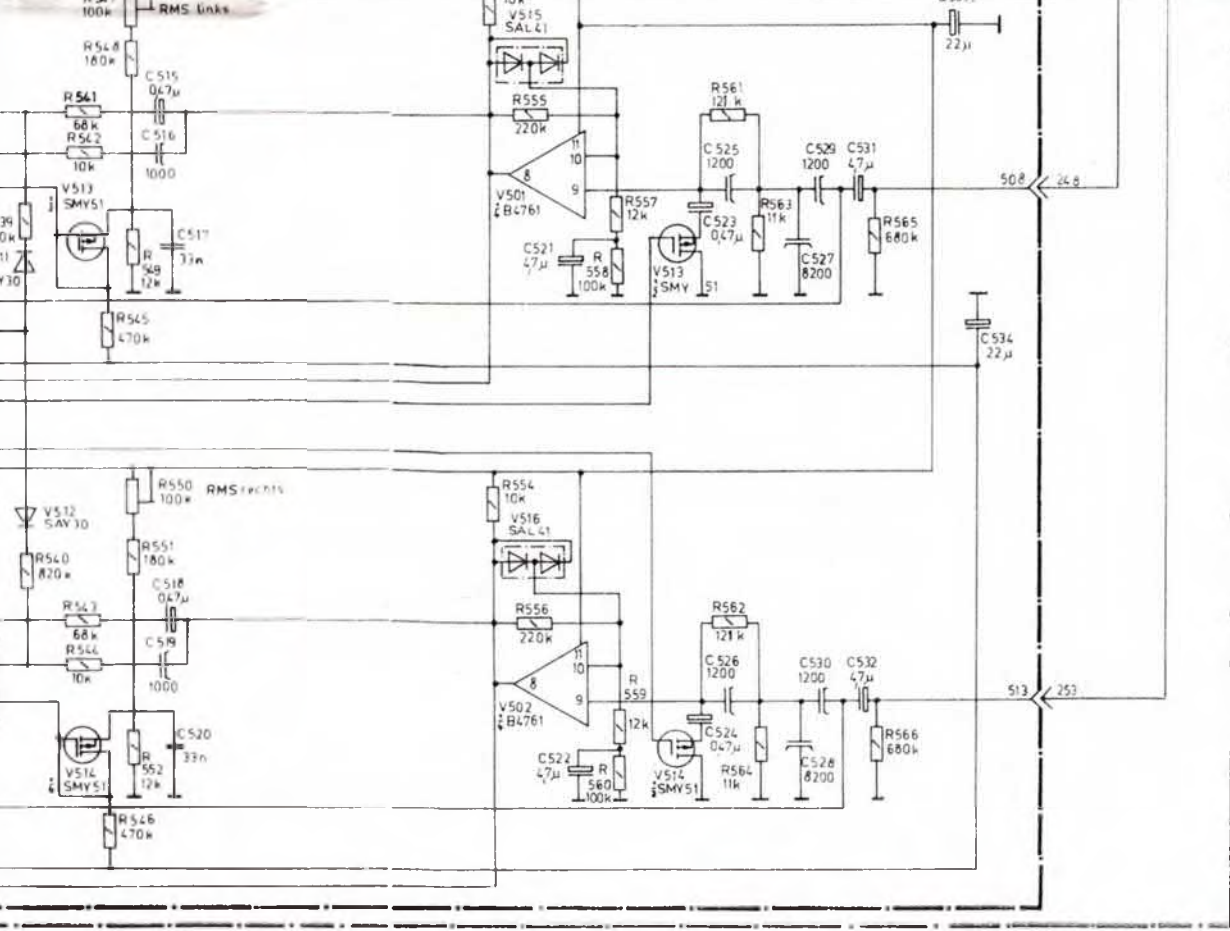 100k
RMS links
R548
180k
C515
0,47µ
R541
68k
R542
10k
C516
1000
V513
SMY51
R
549
12k
C517
33n
R545
470k
V515
SAL41
R555
220k
11
10
9
8
V501
B4761
R557
12k
C521
47µ
R
558
100k
R561
121 k
C525
1200
C523
0,47µ
V513
SMY
51
R563
11k
C529
1200
C531
47µ
C527
8200
R565
680k
22µ
508
248
C534
22µ
R550
100k
RMS rechts
V512
SAY30
R540
820k
R551
180k
C518
0,47µ
R543
68k
R544
10k
C519
1000
V514
SMY51
R
552
12k
C520
33n
R546
470k
R554
10k
V516
SAL41
R556
220k
11
10
9
8
V502
B4761
R
559
12k
C522
47µ
R
560
100k
R562
121 k
C526
1200
C524
0,47µ
V514
SMY51
R564
11k
C530
1200
C532
47µ
C528
8200
R566
680k
513
253